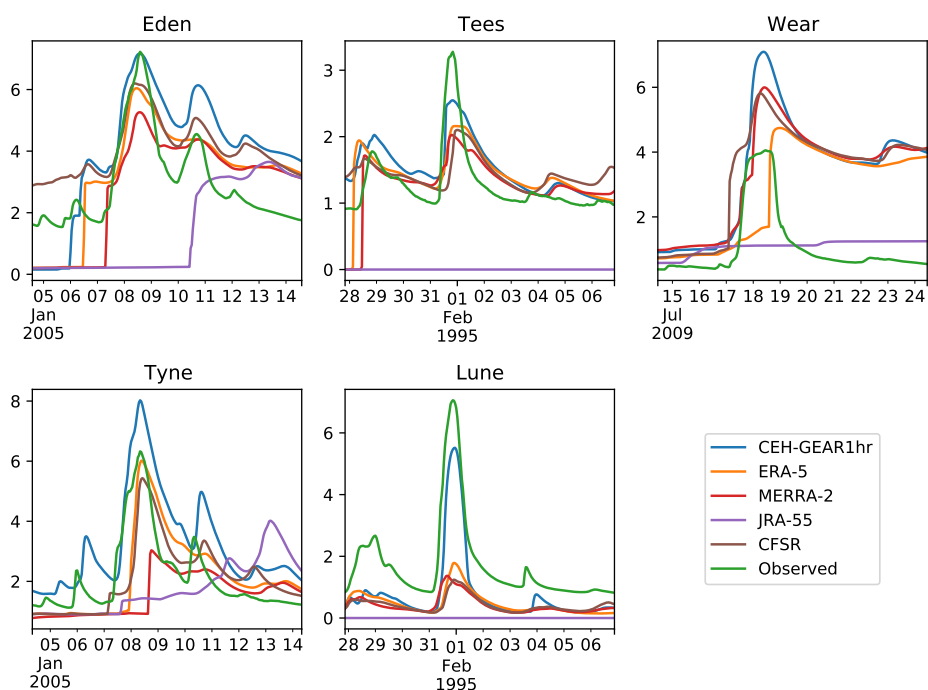 Eden
6
4
2
0
05 06 07 08 09 10 11 12 13 14
Jan
2005
Tees
3
2
1
0
28 29 30 31 01 02 03 04 05 06
Feb
1995
Wear
6
4
2
15 16 17 18 19 20 21 22 23 24
Jul
2009
Tyne
8
6
4
2
05 06 07 08 09 10 11 12 13 14
Jan
2005
Lune
6
4
2
0
28 29 30 31 01 02 03 04 05 06
Feb
1995
CEH-GEAR1hr
ERA-5
MERRA-2
JRA-55
CFSR
Observed